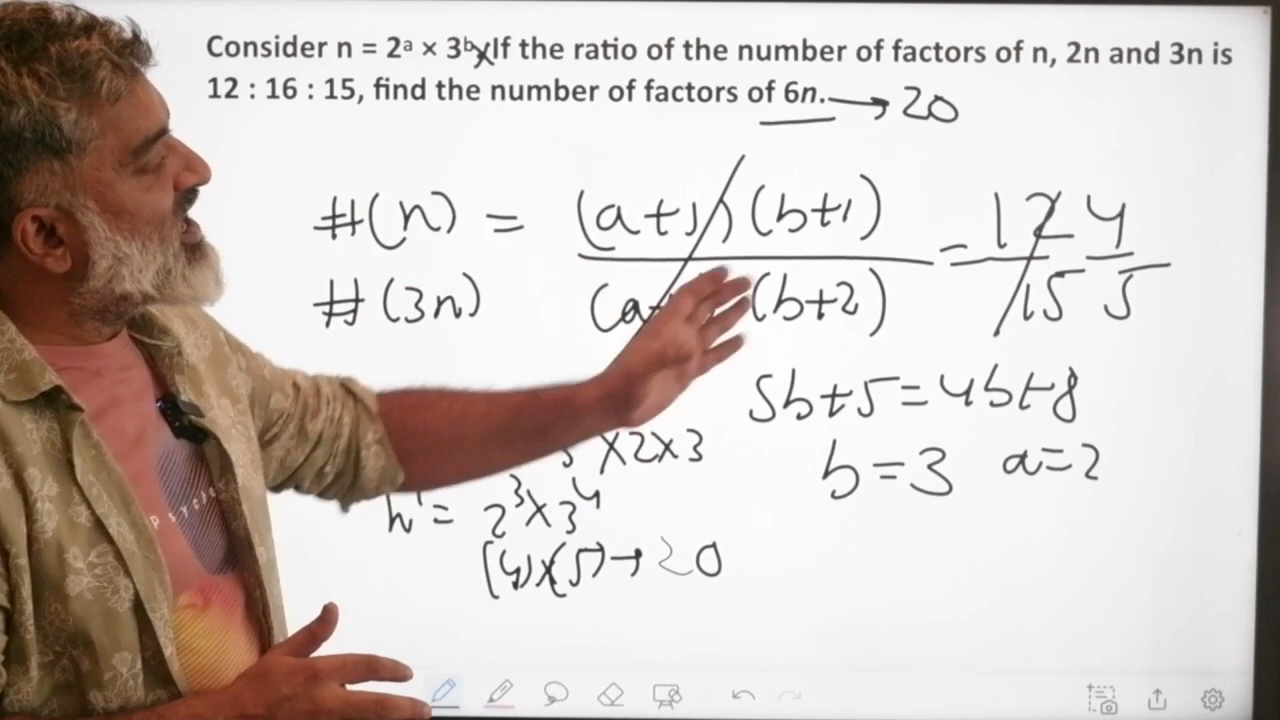 Consider n = 2ᵃ × 3ᵇ. If the ratio of the number of factors of n, 2n and 3n is
12 : 16 : 15, find the number of factors of 6n. → 20
#(n) = (a+1)(b+1) = 12 4
#(3n) (b+2) 15 5
5b+5=4b+8
×2×3
b=3 a=2
n' = 2³×3⁴
(4)×(5)→20